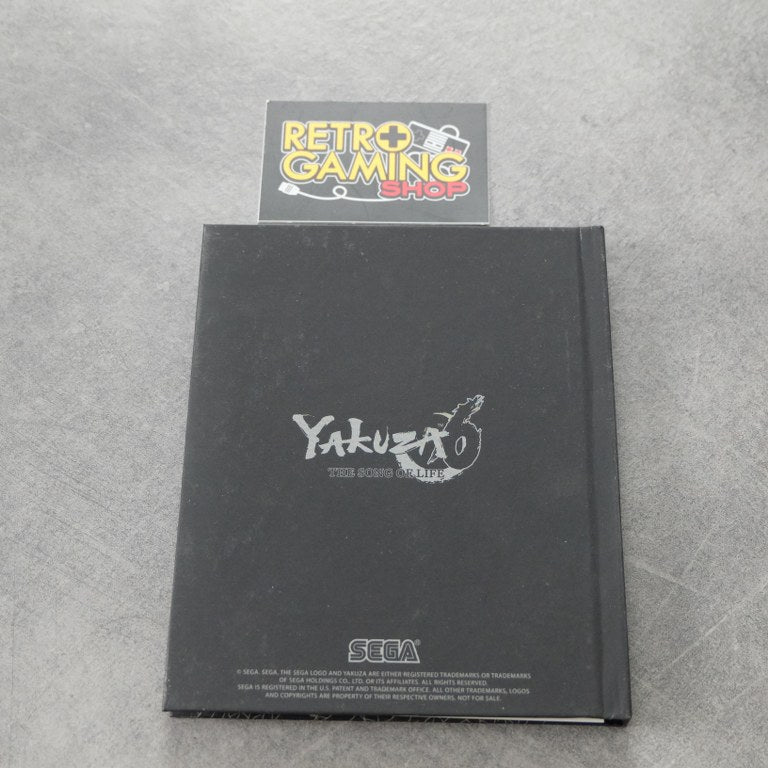 RETRO
GAMING
SHOP
YAKUZA 6
THE SONG OF LIFE
SEGA®
© SEGA. SEGA, THE SEGA LOGO AND YAKUZA ARE EITHER REGISTERED TRADEMARKS OR TRADEMARKS
OF SEGA HOLDINGS CO., LTD. OR ITS AFFILIATES. ALL RIGHTS RESERVED.
SEGA IS REGISTERED IN THE U.S. PATENT AND TRADEMARK OFFICE. ALL OTHER TRADEMARKS, LOGOS
AND COPYRIGHTS ARE PROPERTY OF THEIR RESPECTIVE OWNERS. NOT FOR SALE.